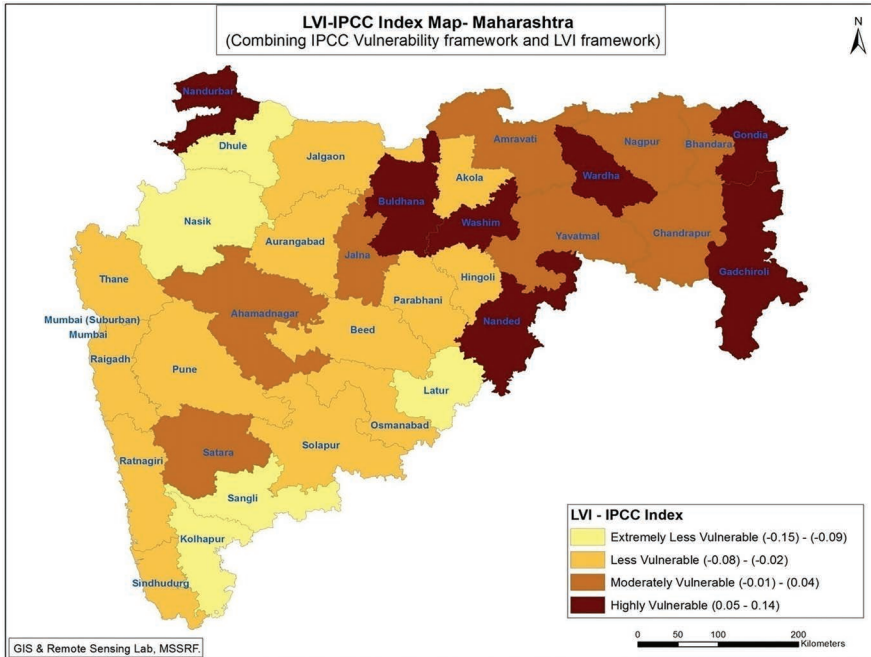 LVI-IPCC Index Map- Maharashtra
(Combining IPCC Vulnerability framework and LVI framework)
N
Nandurbar
Dhule
Jalgaon
Amravati
Nagpur
Bhandara
Gondia
Akola
Wardha
Buldhana
Nasik
Washim
Aurangabad
Jalna
Yavatmal
Chandrapur
Gadchiroli
Thane
Hingoli
Parabhani
Ahamadnagar
Mumbai (Suburban)
Mumbai
Nanded
Beed
Raigadh
Pune
Latur
Osmanabad
Solapur
Satara
Ratnagiri
Sangli
Kolhapur
Sindhudurg
LVI - IPCC Index
Extremely Less Vulnerable (-0.15) - (-0.09)
Less Vulnerable (-0.08) - (-0.02)
Moderately Vulnerable (-0.01) - (0.04)
Highly Vulnerable (0.05 - 0.14)
0 50 100 200
Kilometers
GIS & Remote Sensing Lab, MSSRF.